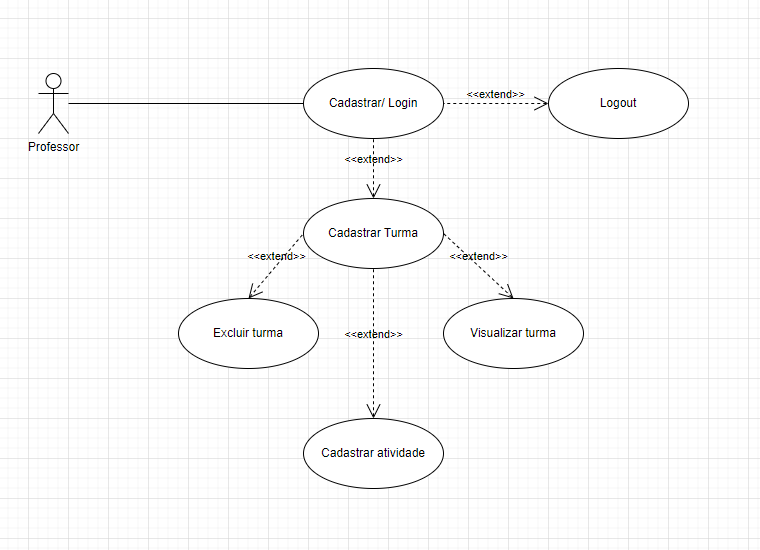 Cadastrar/ Login
<<extend>>
Logout
Professor
<<extend>>
Cadastrar Turma
<<extend>>
<<extend>>
Excluir turma
<<extend>>
Visualizar turma
Cadastrar atividade